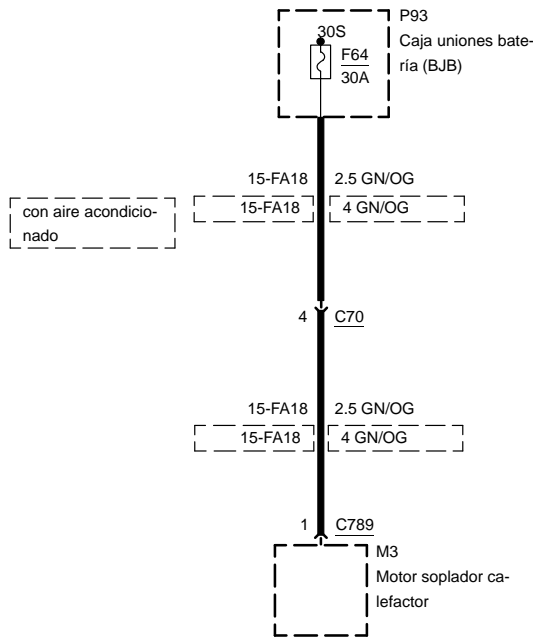 P93
Caja uniones bate-
ría (BJB)
30S
F64
30A
15-FA18 2.5 GN/OG
15-FA18 4 GN/OG
con aire acondicio-
nado
4 C70
15-FA18 2.5 GN/OG
15-FA18 4 GN/OG
1 C789
M3
Motor soplador ca-
lefactor